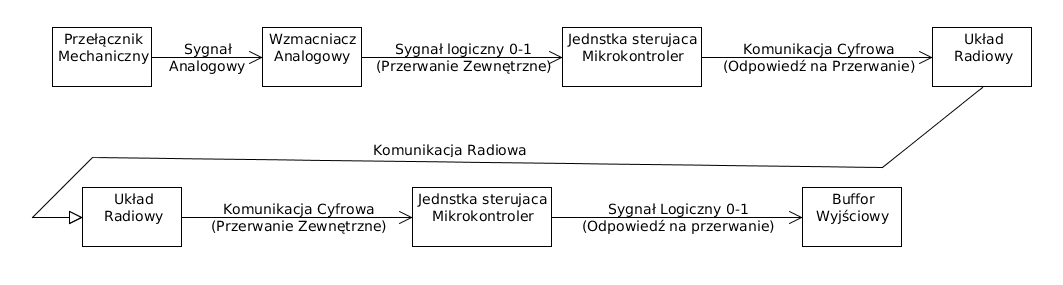 Przełącznik
Mechaniczny
Sygnał
Analogowy
Wzmacniacz
Analogowy
Sygnał logiczny 0-1
(Przerwanie Zewnętrzne)
Jednstka sterujaca
Mikrokontroler
Komunikacja Cyfrowa
(Odpowiedź na Przerwanie)
Układ
Radiowy
Komunikacja Radiowa
Układ
Radiowy
Komunikacja Cyfrowa
(Przerwanie Zewnętrzne)
Jednstka sterujaca
Mikrokontroler
Sygnał Logiczny 0-1
(Odpowiedź na przerwanie)
Buffor
Wyjściowy